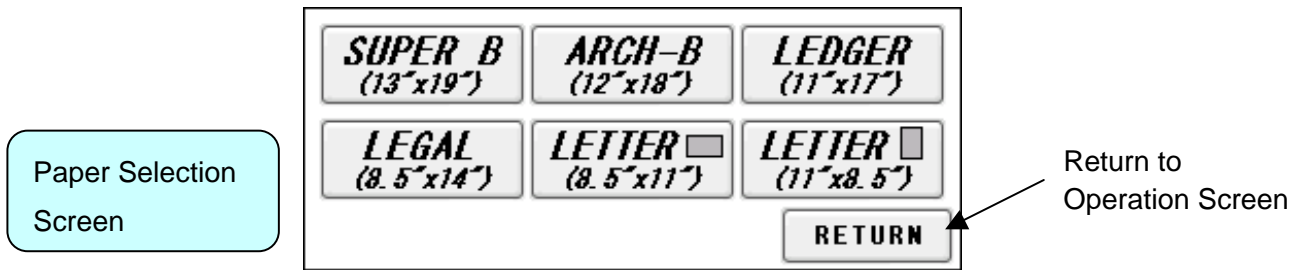 SUPER B
(13"x19")
ARCH-B
(12"x18")
LEDGER
(11"x17")
LEGAL
(8.5"x14")
LETTER
(8.5"x11")
LETTER
(11"x8.5")
RETURN
Paper Selection
Screen
Return to
Operation Screen